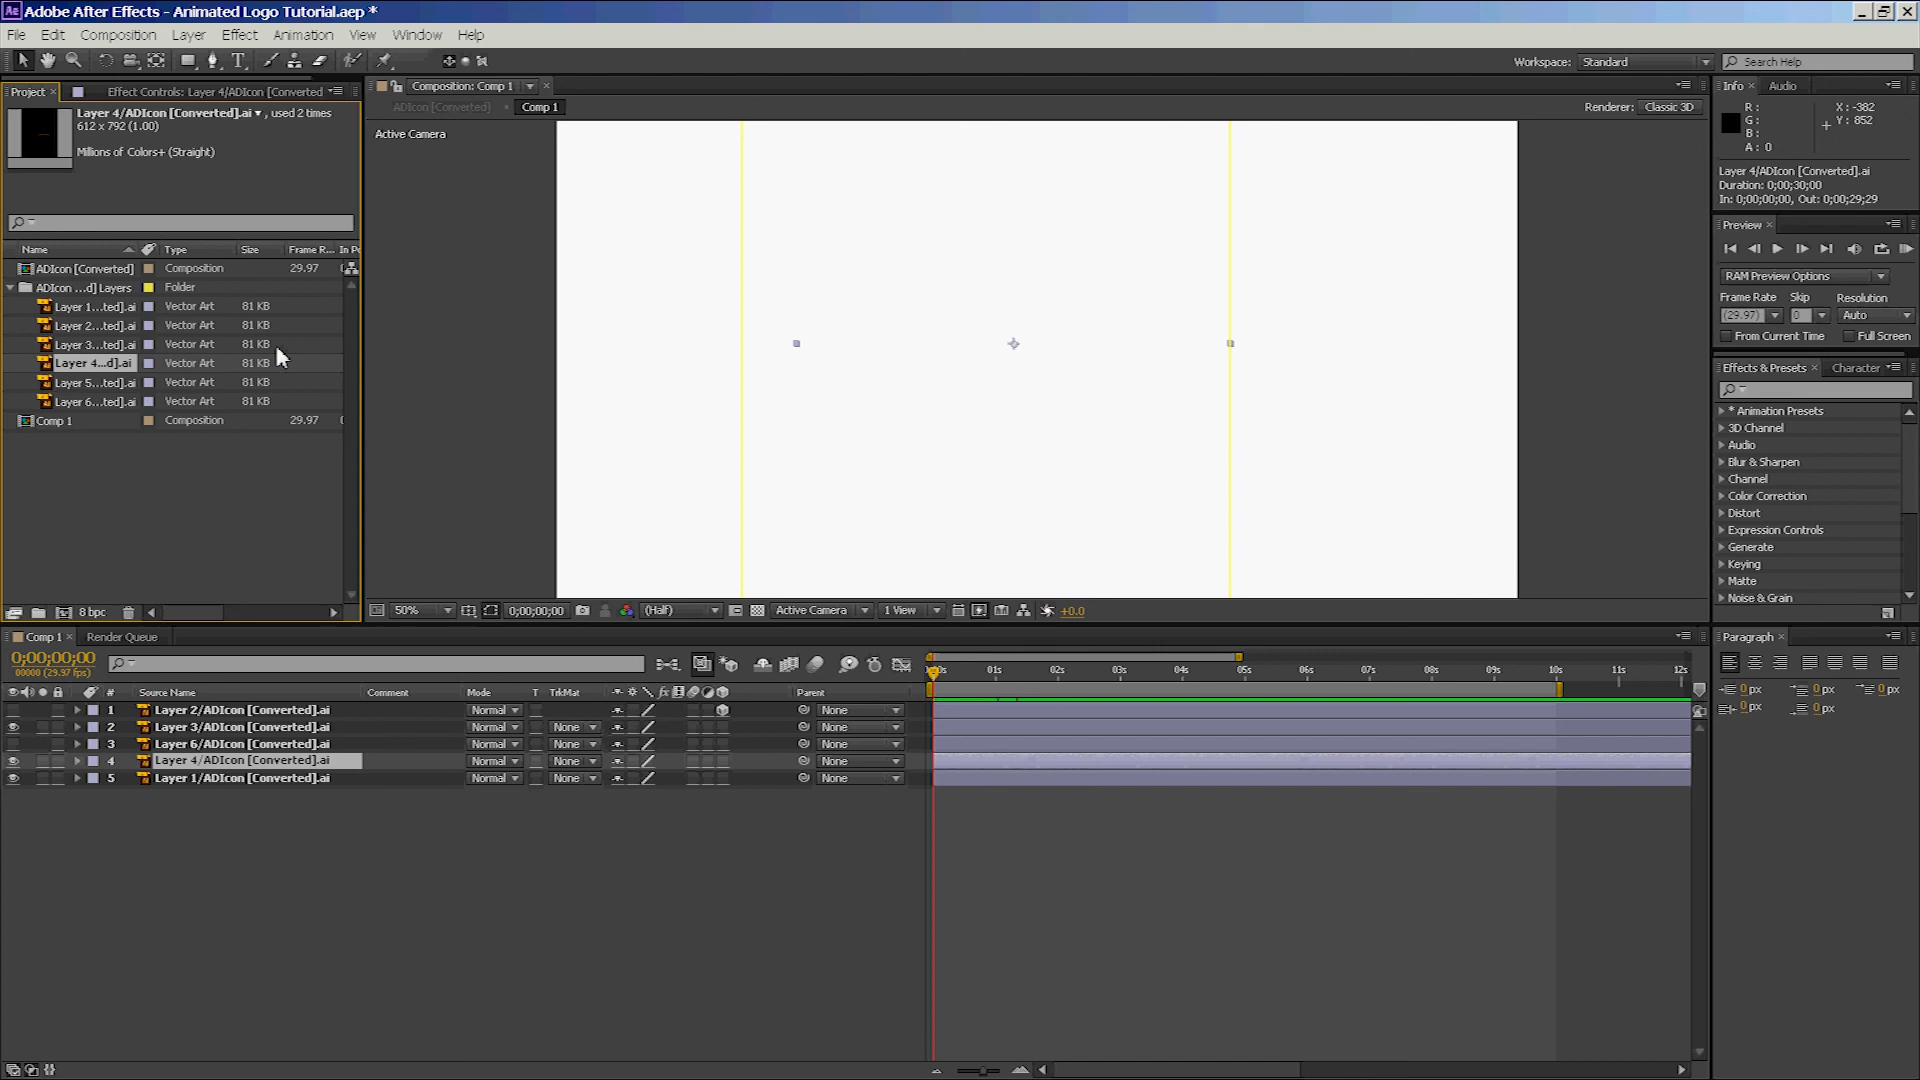 Adobe After Effects - Animated Logo Tutorial.aep *
File Edit Composition Layer Effect Animation View Window Help
Workspace: Standard
Search Help
Project
Effect Controls: Layer 4/ADIcon [Converted
Layer 4/ADIcon [Converted].ai , used 2 times
612 x 792 (1.00)
Millions of Colors+ (Straight)
Name Type Size Frame R... In Po
ADIcon [Converted] Composition 29.97
ADIcon ...d] Layers Folder
Layer 1...ted].ai Vector Art 81 KB
Layer 2...ted].ai Vector Art 81 KB
Layer 3...ted].ai Vector Art 81 KB
Layer 4...d].ai Vector Art 81 KB
Layer 5...ted].ai Vector Art 81 KB
Layer 6...ted].ai Vector Art 81 KB
Comp 1 Composition 29.97
8 bpc
Composition: Comp 1
ADIcon [Converted] Comp 1
Renderer: Classic 3D
Active Camera
50% 0;00;00;00 (Half) Active Camera 1 View +0.0
Info Audio
R: X: -382
G: Y: 852
B:
A: 0
Layer 4/ADIcon [Converted].ai
Duration: 0;00;30;00
In: 0;00;00;00, Out: 0;00;29;29
Preview
RAM Preview Options
Frame Rate Skip Resolution
(29.97) 0 Auto
From Current Time Full Screen
Effects & Presets Character
* Animation Presets
3D Channel
Audio
Blur & Sharpen
Channel
Color Correction
Distort
Expression Controls
Generate
Keying
Matte
Noise & Grain
Comp 1 Render Queue
0;00;00;00
00000 (29.97 fps)
# Source Name Comment Mode T TrkMat fx Parent
1 Layer 2/ADIcon [Converted].ai Normal None
2 Layer 3/ADIcon [Converted].ai Normal None None
3 Layer 6/ADIcon [Converted].ai Normal None None
4 Layer 4/ADIcon [Converted].ai Normal None None
5 Layer 1/ADIcon [Converted].ai Normal None None
01s 02s 03s 04s 05s 06s 07s 08s 09s 10s 11s 12s
Paragraph
0 px 0 px 0 px
0 px 0 px